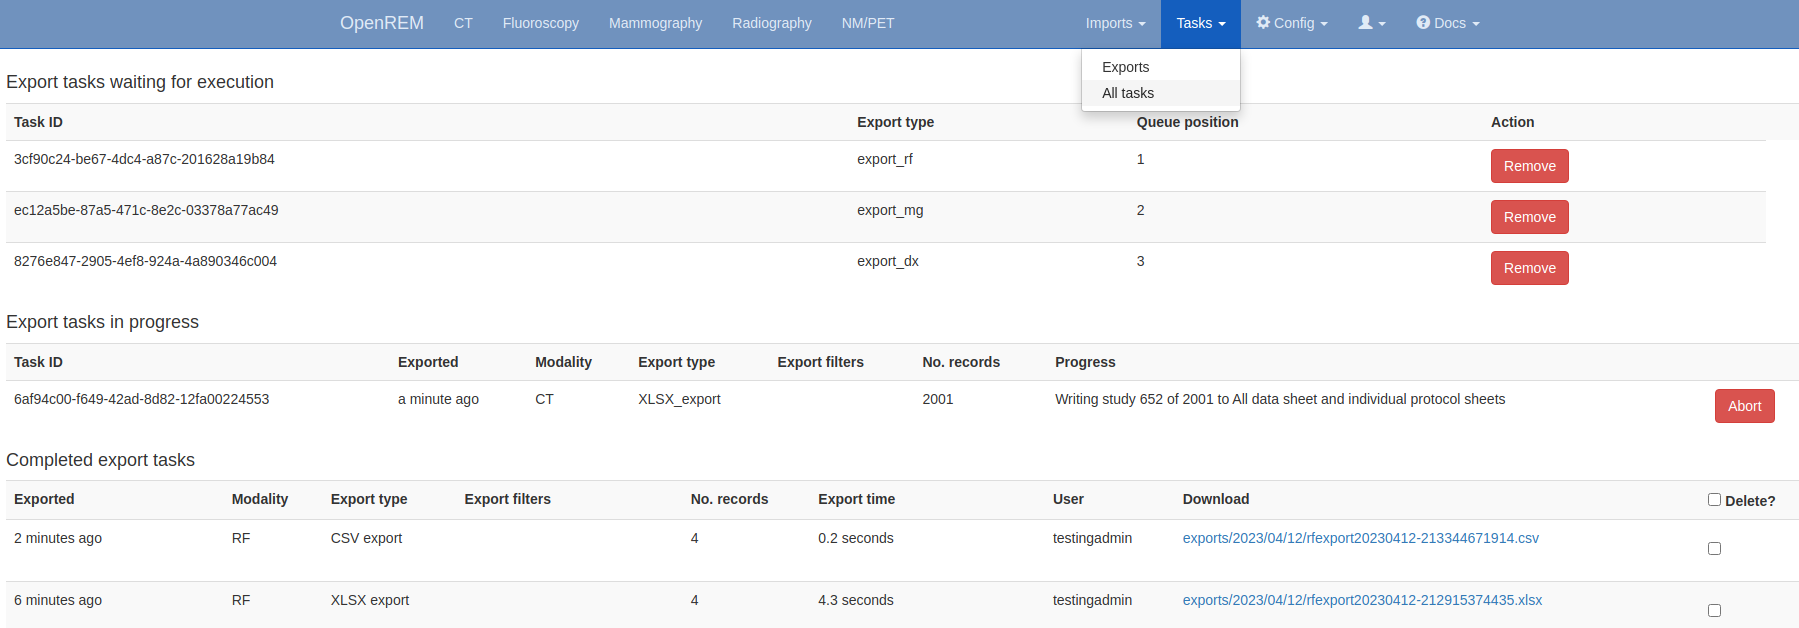 OpenREM CT Fluoroscopy Mammography Radiography NM/PET Imports Tasks Config Docs
Exports
All tasks
Export tasks waiting for execution
Task ID Export type Queue position Action
3cf90c24-be67-4dc4-a87c-201628a19b84 export_rf 1 Remove
ec12a5be-87a5-471c-8e2c-03378a77ac49 export_mg 2 Remove
8276e847-2905-4ef8-924a-4a890346c004 export_dx 3 Remove
Export tasks in progress
Task ID Exported Modality Export type Export filters No. records Progress
6af94c00-f649-42ad-8d82-12fa00224553 a minute ago CT XLSX_export 2001 Writing study 652 of 2001 to All data sheet and individual protocol sheets Abort
Completed export tasks
Exported Modality Export type Export filters No. records Export time User Download Delete?
2 minutes ago RF CSV export 4 0.2 seconds testingadmin exports/2023/04/12/rfexport20230412-213344671914.csv
6 minutes ago RF XLSX export 4 4.3 seconds testingadmin exports/2023/04/12/rfexport20230412-212915374435.xlsx